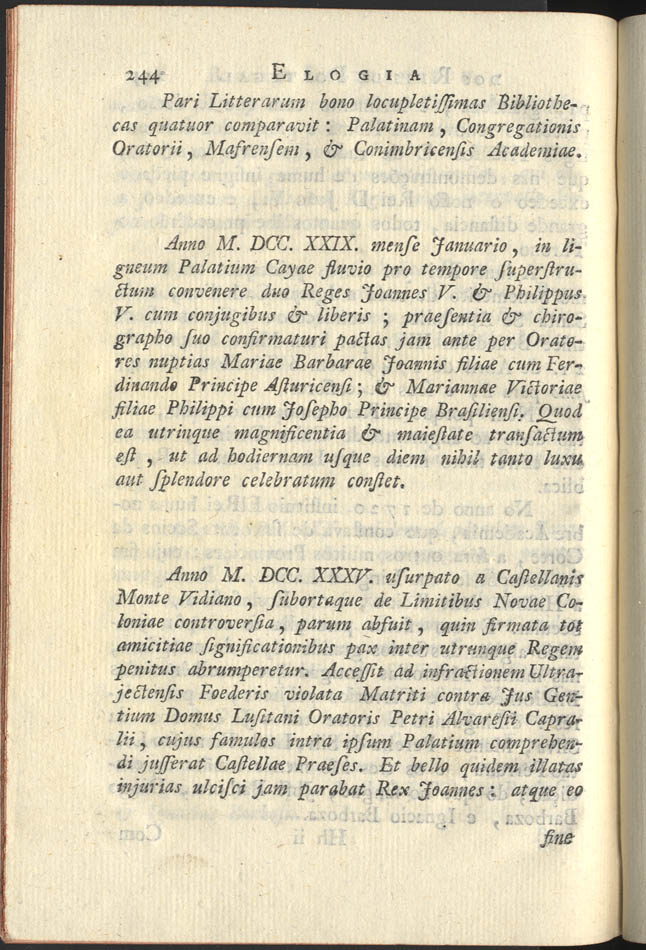 244 ELOGIA
Pari Litterarum bono locupletiſſimas Bibliothe-
cas quatuor comparavit : Palatinam , Congregationis
Oratorii , Mafrenſem , & Conimbricenſis Academiae.
Anno M. DCC. XXIX. menſe Januario , in li-
gneum Palatium Cayae fluvio pro tempore ſuperſtru-
ctum convenere duo Reges Joannes V. & Philippus
V. cum conjugibus & liberis ; praeſentia & chiro-
grapho ſuo confirmaturi pactas jam ante per Orato-
res nuptias Mariae Barbarae Joannis filiae cum Fer-
dinando Principe Aſturicenſi ; & Mariannae Victoriae
filiae Philippi cum Joſepho Principe Braſilienſi. Quod
ea utrinque magnificentia & maieſtate transactum
eſt , ut ad hodiernam uſque diem nihil tanto luxu
aut ſplendore celebratum conſtet.
Anno M. DCC. XXXV. uſurpato a Caſtellanis
Monte Vidiano , ſubortaque de Limitibus Novae Co-
loniae controverſia , parum abfuit , quin firmata tot
amicitiae ſignificationibus pax inter utrunque Regem
penitus abrumperetur. Acceſſit ad infractionem Ultra-
jectenſis Foederis violata Matriti contra Jus Gen-
tium Domus Luſitani Oratoris Petri Alvareſii Capra-
lii , cujus famulos intra ipſum Palatium comprehen-
di juſſerat Caſtellae Praeſes. Et bello quidem illatas
injurias ulciſci jam parabat Rex Joannes : atque eo
fine